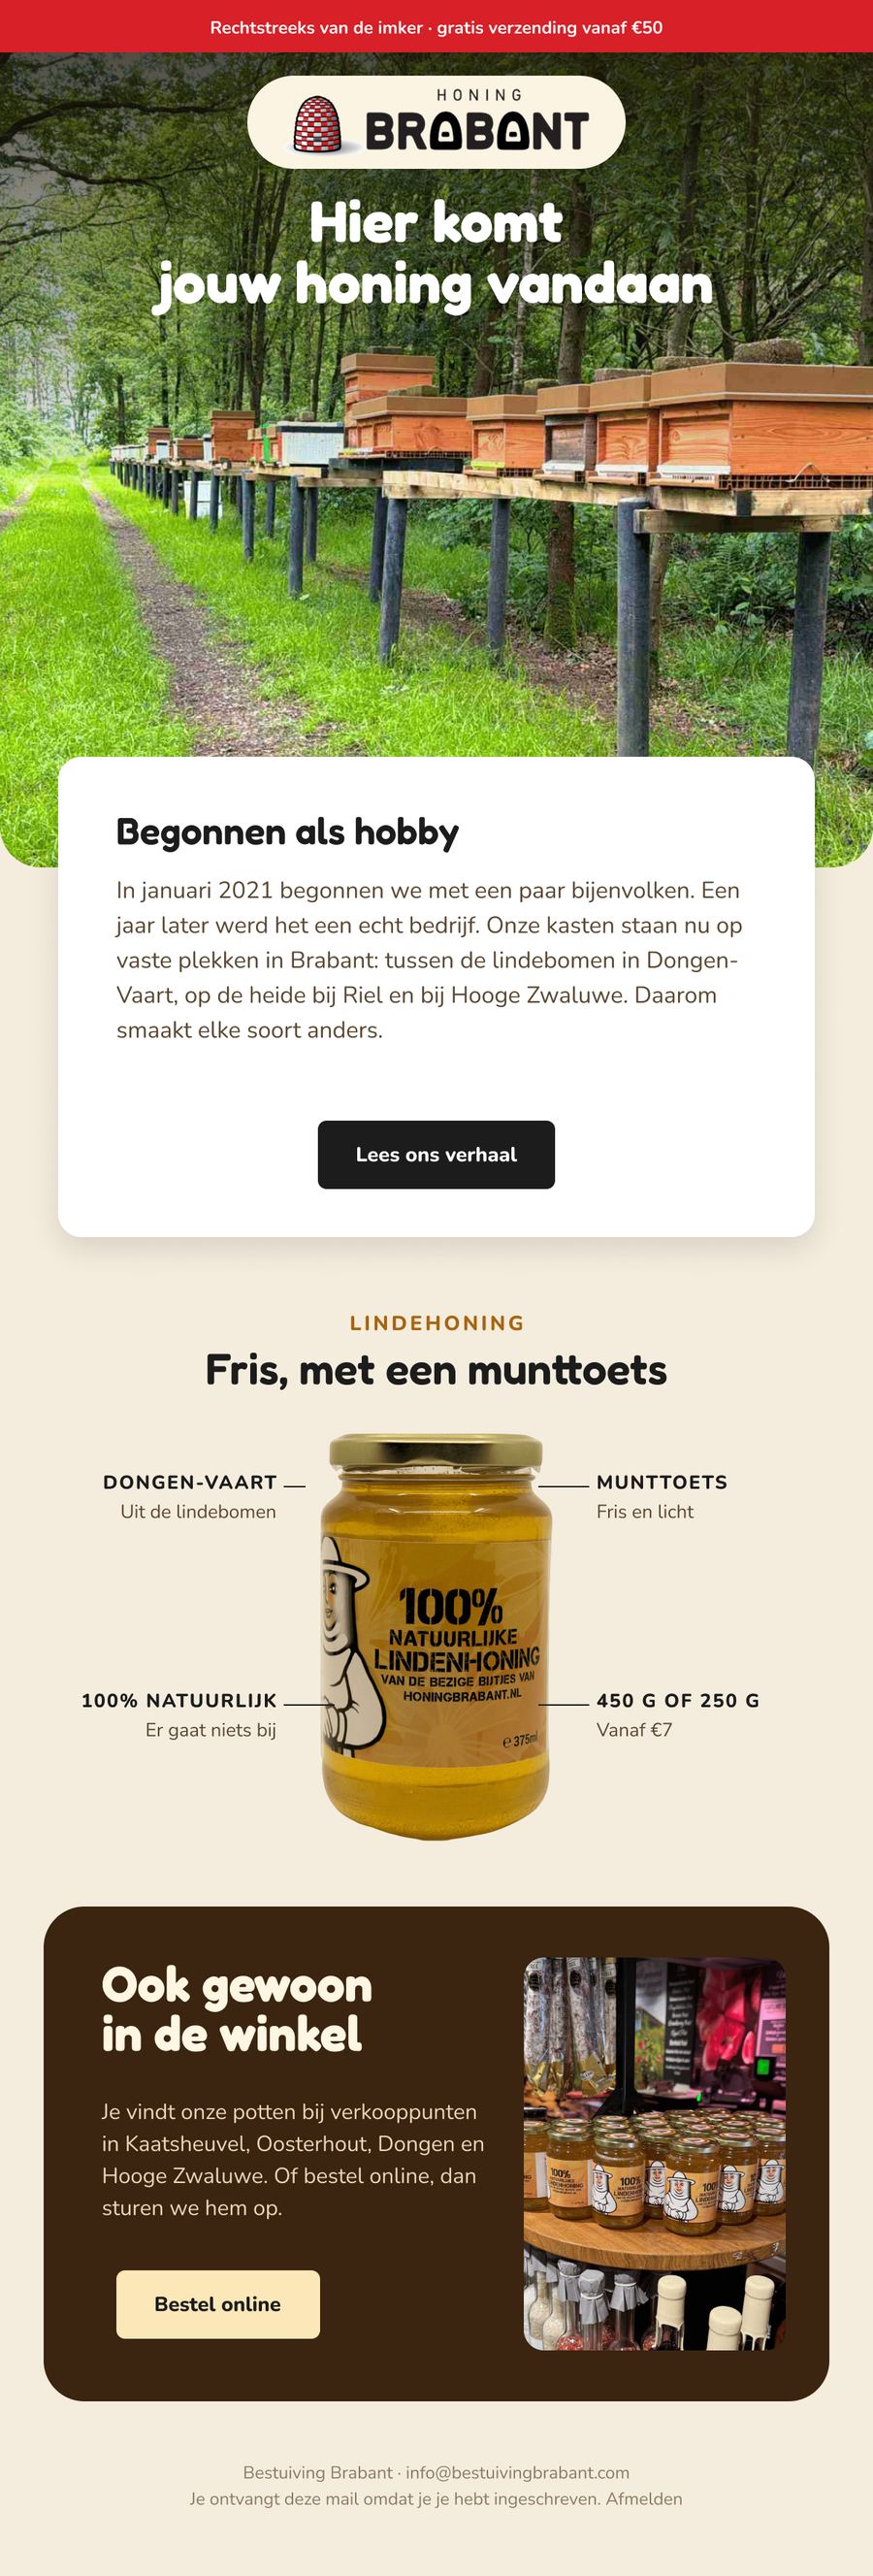 Rechtstreeks van de imker · gratis verzending vanaf €50
HONING
BRABANT
Hier komt
jouw honing vandaan
Begonnen als hobby
In januari 2021 begonnen we met een paar bijenvolken. Een
jaar later werd het een echt bedrijf. Onze kasten staan nu op
vaste plekken in Brabant: tussen de lindebomen in Dongen-
Vaart, op de heide bij Riel en bij Hooge Zwaluwe. Daarom
smaakt elke soort anders.
Lees ons verhaal
LINDEHONING
Fris, met een munttoets
DONGEN-VAART
Uit de lindebomen
MUNTTOETS
Fris en licht
100%
NATUURLIJKE
LINDENHONING
VAN DE BEZIGE BIJTJES VAN
HONINGBRABANT.NL
℮ 375ml
100% NATUURLIJK
Er gaat niets bij
450 G OF 250 G
Vanaf €7
Ook gewoon
in de winkel
Je vindt onze potten bij verkooppunten
in Kaatsheuvel, Oosterhout, Dongen en
Hooge Zwaluwe. Of bestel online, dan
sturen we hem op.
Bestel online
100%
NATUURLIJKE
LINDENHONING
100%
100%
Bestuiving Brabant · info@bestuivingbrabant.com
Je ontvangt deze mail omdat je je hebt ingeschreven. Afmelden